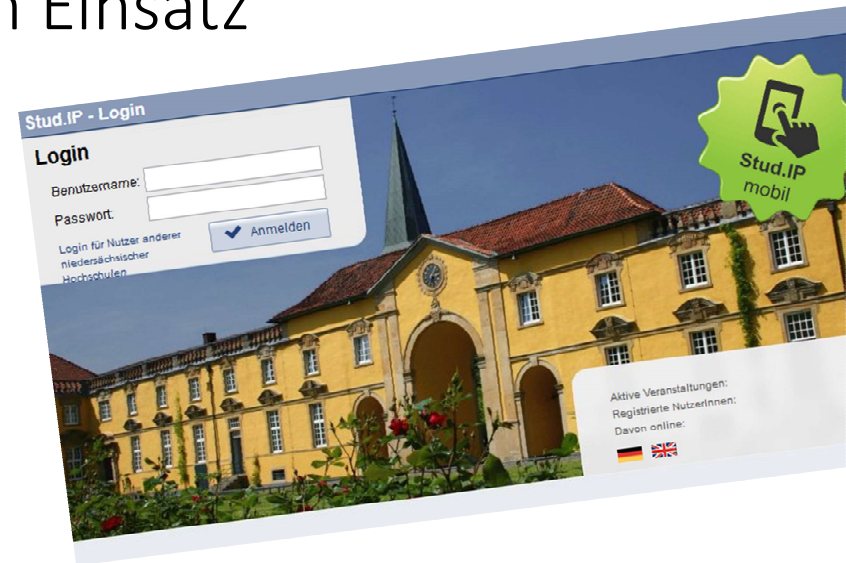 n Einsatz
Stud.IP - Login
Login
Benutzername:
Passwort:
Anmelden
Login für Nutzer anderer
niedersächsischer
Hochschulen
Stud.IP
mobil
Aktive Veranstaltungen:
Registrierte NutzerInnen:
Davon online: